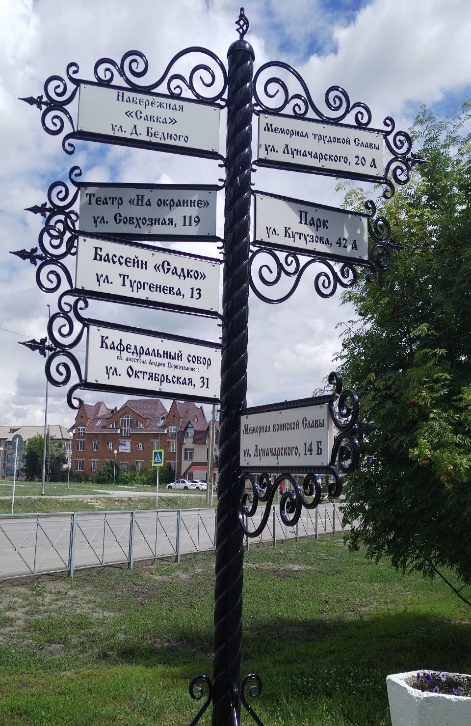 Набережная
«Савка»
ул. Д. Бедного
Театр «На окраине»
ул. Совхозная, 119
Бассейн «Садко»
ул. Тургенева, 13
Кафедральный собор
св. апостола Андрея Первозванного
ул. Октябрьская, 31
Мемориал трудовой Славы
ул. Луначарского, 20 А
Парк
ул. Кутузова, 42 А
Мемориал воинской Славы
ул. Луначарского, 14 Б